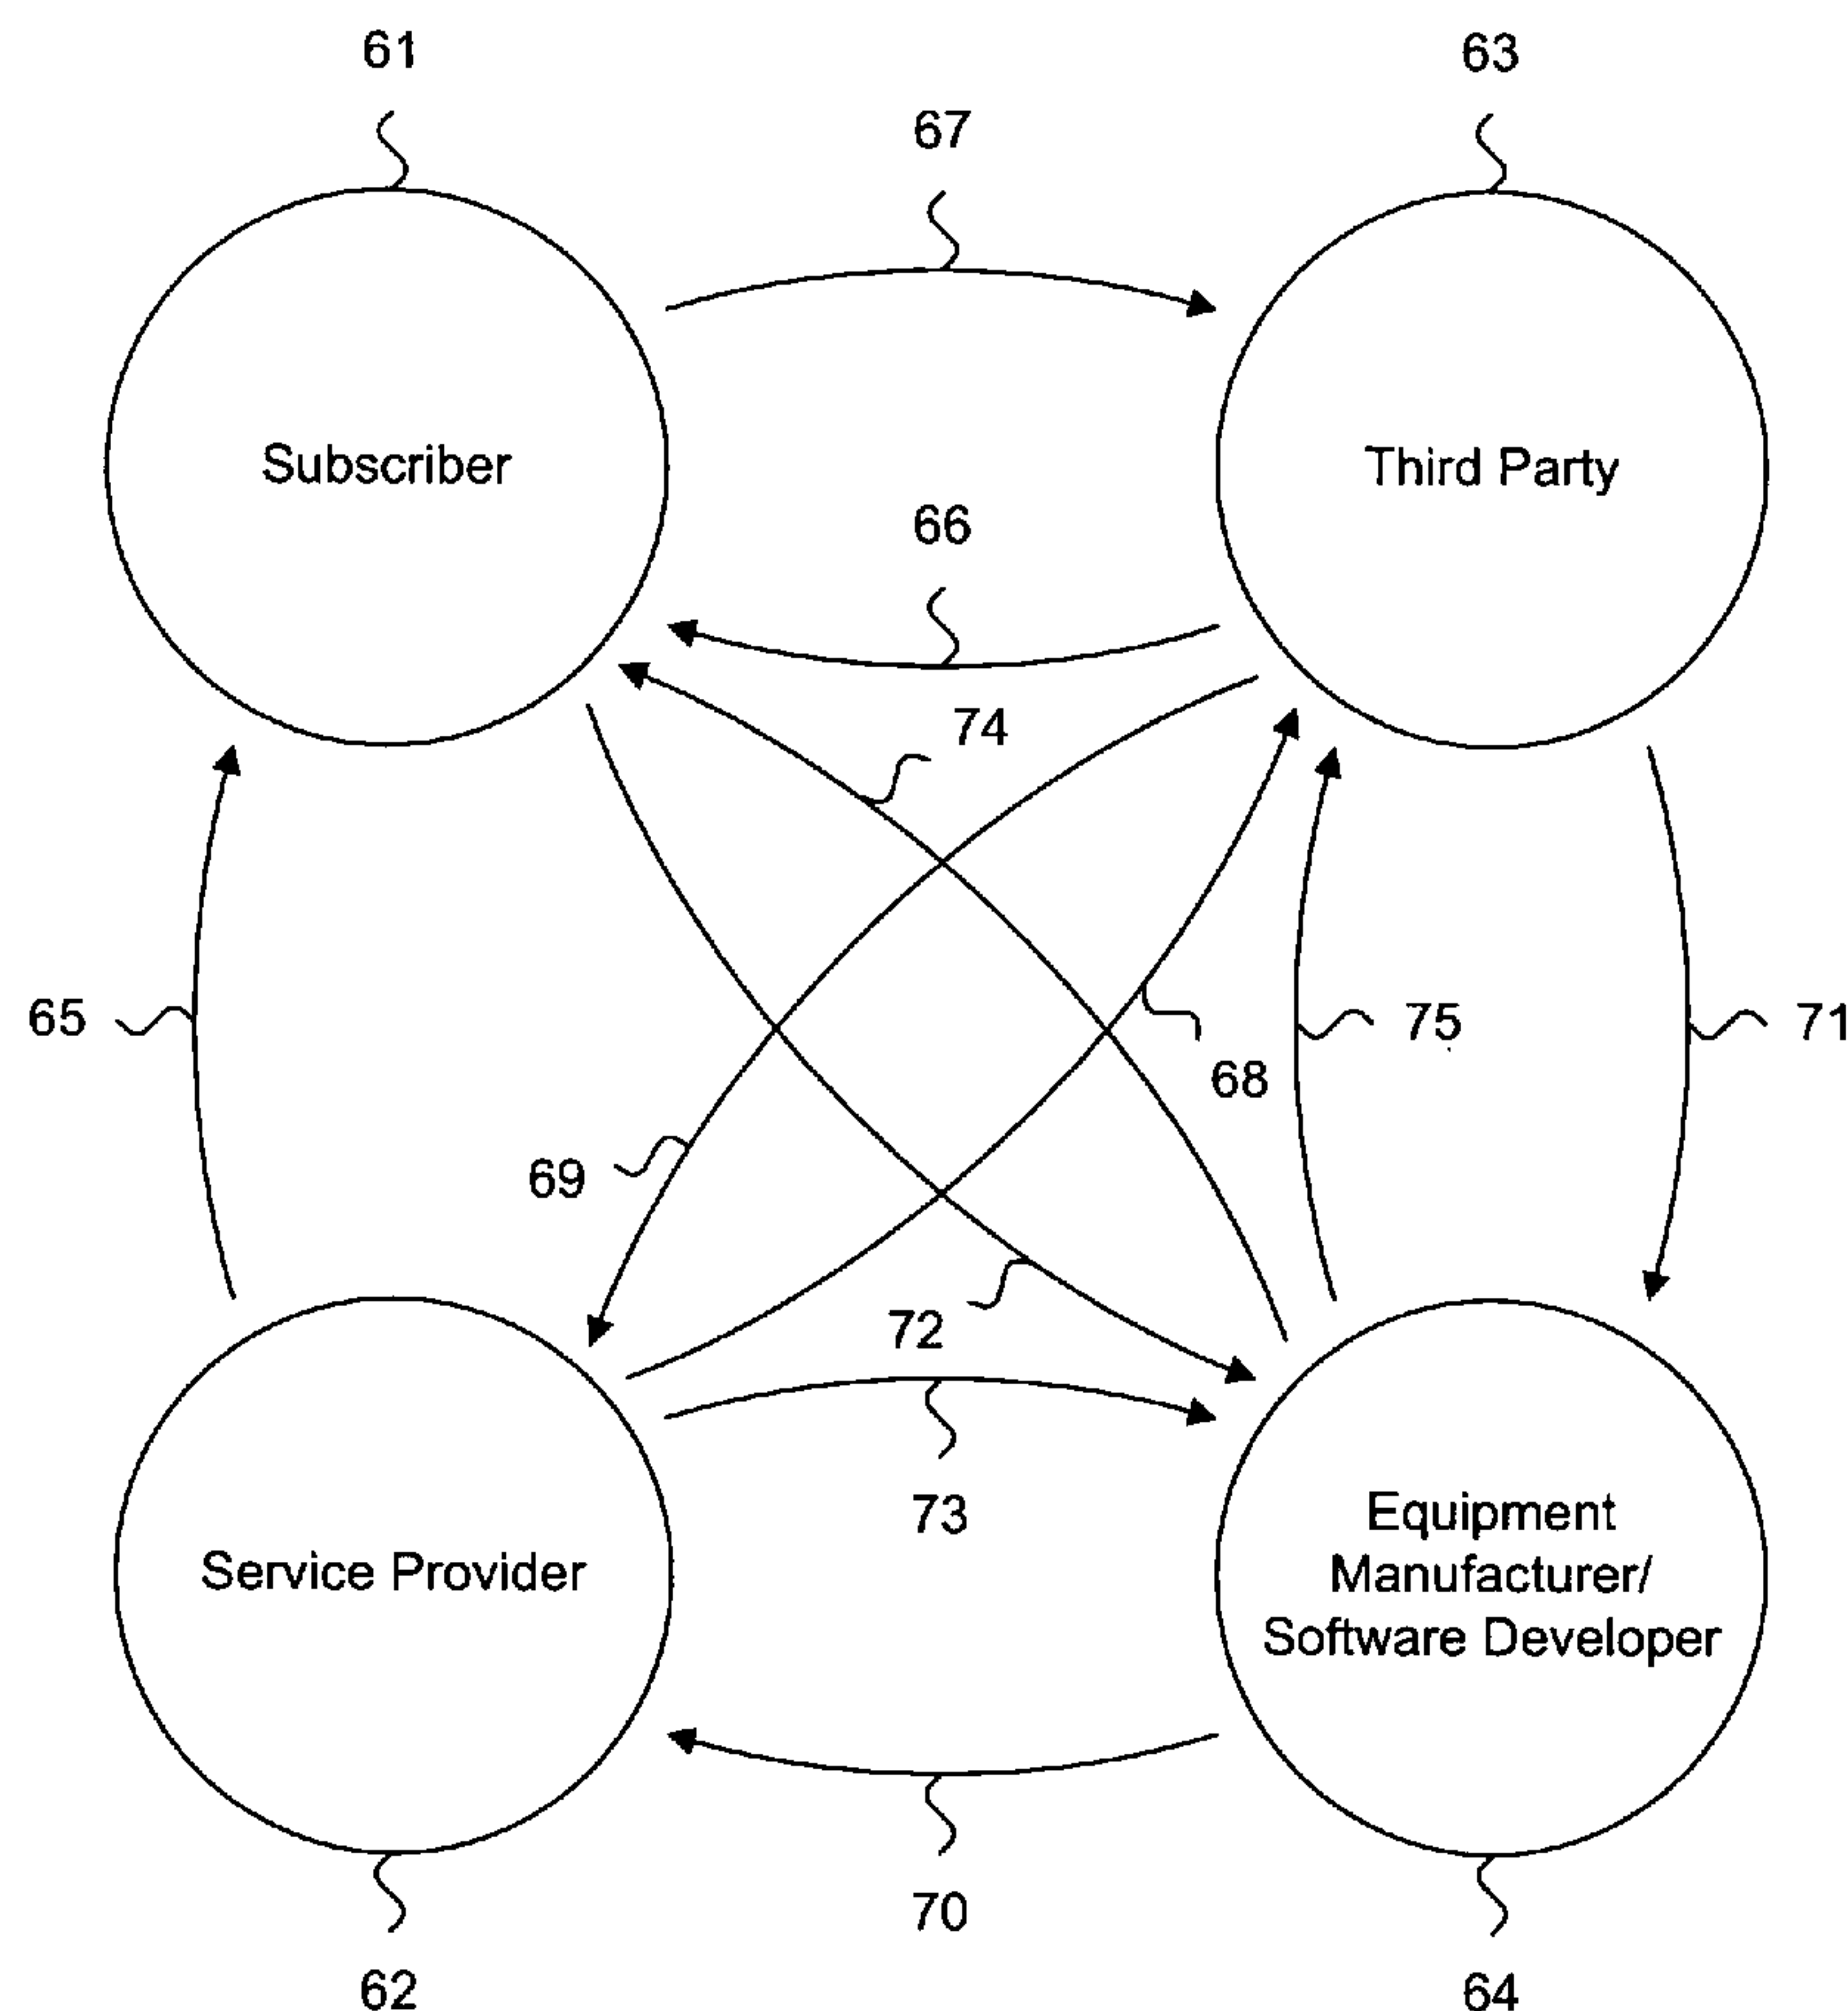 61
63
67
Subscriber
Third Party
66
74
65
75
71
68
69
72
Equipment
Manufacturer/
Software Developer
73
Service Provider
70
62
64